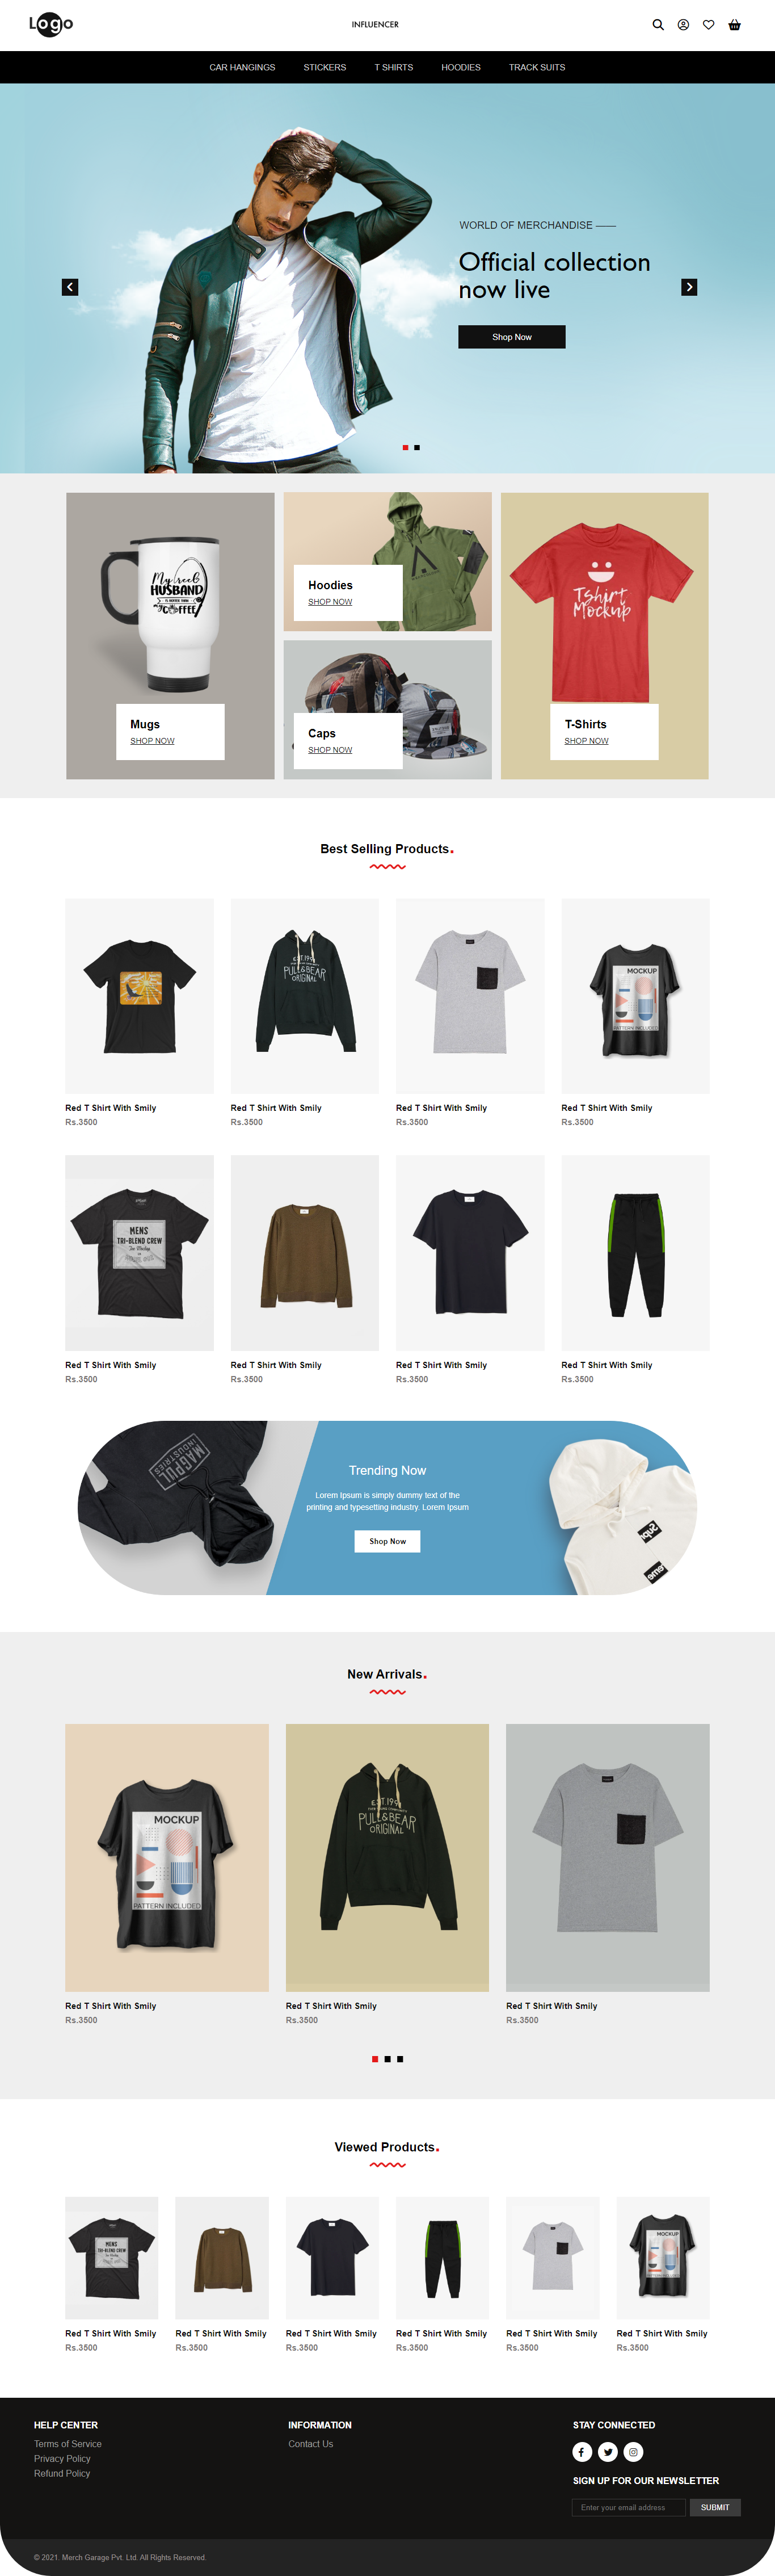 Logo
INFLUENCER
CAR HANGINGS STICKERS T SHIRTS HOODIES TRACK SUITS
WORLD OF MERCHANDISE
Official collection
now live
Shop Now
HUSBAND
Mugs
SHOP NOW
Hoodies
SHOP NOW
Caps
SHOP NOW
TShirt
Mockup
T-Shirts
SHOP NOW
Best Selling Products.
EST.199
PULL&BEAR
ORIGINAL
MOCKUP
PATTERN INCLUDED
Red T Shirt With Smily
Rs.3500
Red T Shirt With Smily
Rs.3500
Red T Shirt With Smily
Rs.3500
Red T Shirt With Smily
Rs.3500
MENS
TRI-BLEND CREW
Red T Shirt With Smily
Rs.3500
Red T Shirt With Smily
Rs.3500
Red T Shirt With Smily
Rs.3500
Red T Shirt With Smily
Rs.3500
INDUSTRIES
Trending Now
Lorem Ipsum is simply dummy text of the
printing and typesetting industry. Lorem Ipsum
Shop Now
New Arrivals.
MOCKUP
PATTERN INCLUDED
EST.199
PULL&BEAR
ORIGINAL
Red T Shirt With Smily
Rs.3500
Red T Shirt With Smily
Rs.3500
Red T Shirt With Smily
Rs.3500
Viewed Products.
MENS
TRI-BLEND CREW
MOCKUP
Red T Shirt With Smily
Rs.3500
Red T Shirt With Smily
Rs.3500
Red T Shirt With Smily
Rs.3500
Red T Shirt With Smily
Rs.3500
Red T Shirt With Smily
Rs.3500
Red T Shirt With Smily
Rs.3500
HELP CENTER
Terms of Service
Privacy Policy
Refund Policy
INFORMATION
Contact Us
STAY CONNECTED
SIGN UP FOR OUR NEWSLETTER
Enter your email address
SUBMIT
© 2021. Merch Garage Pvt. Ltd. All Rights Reserved.